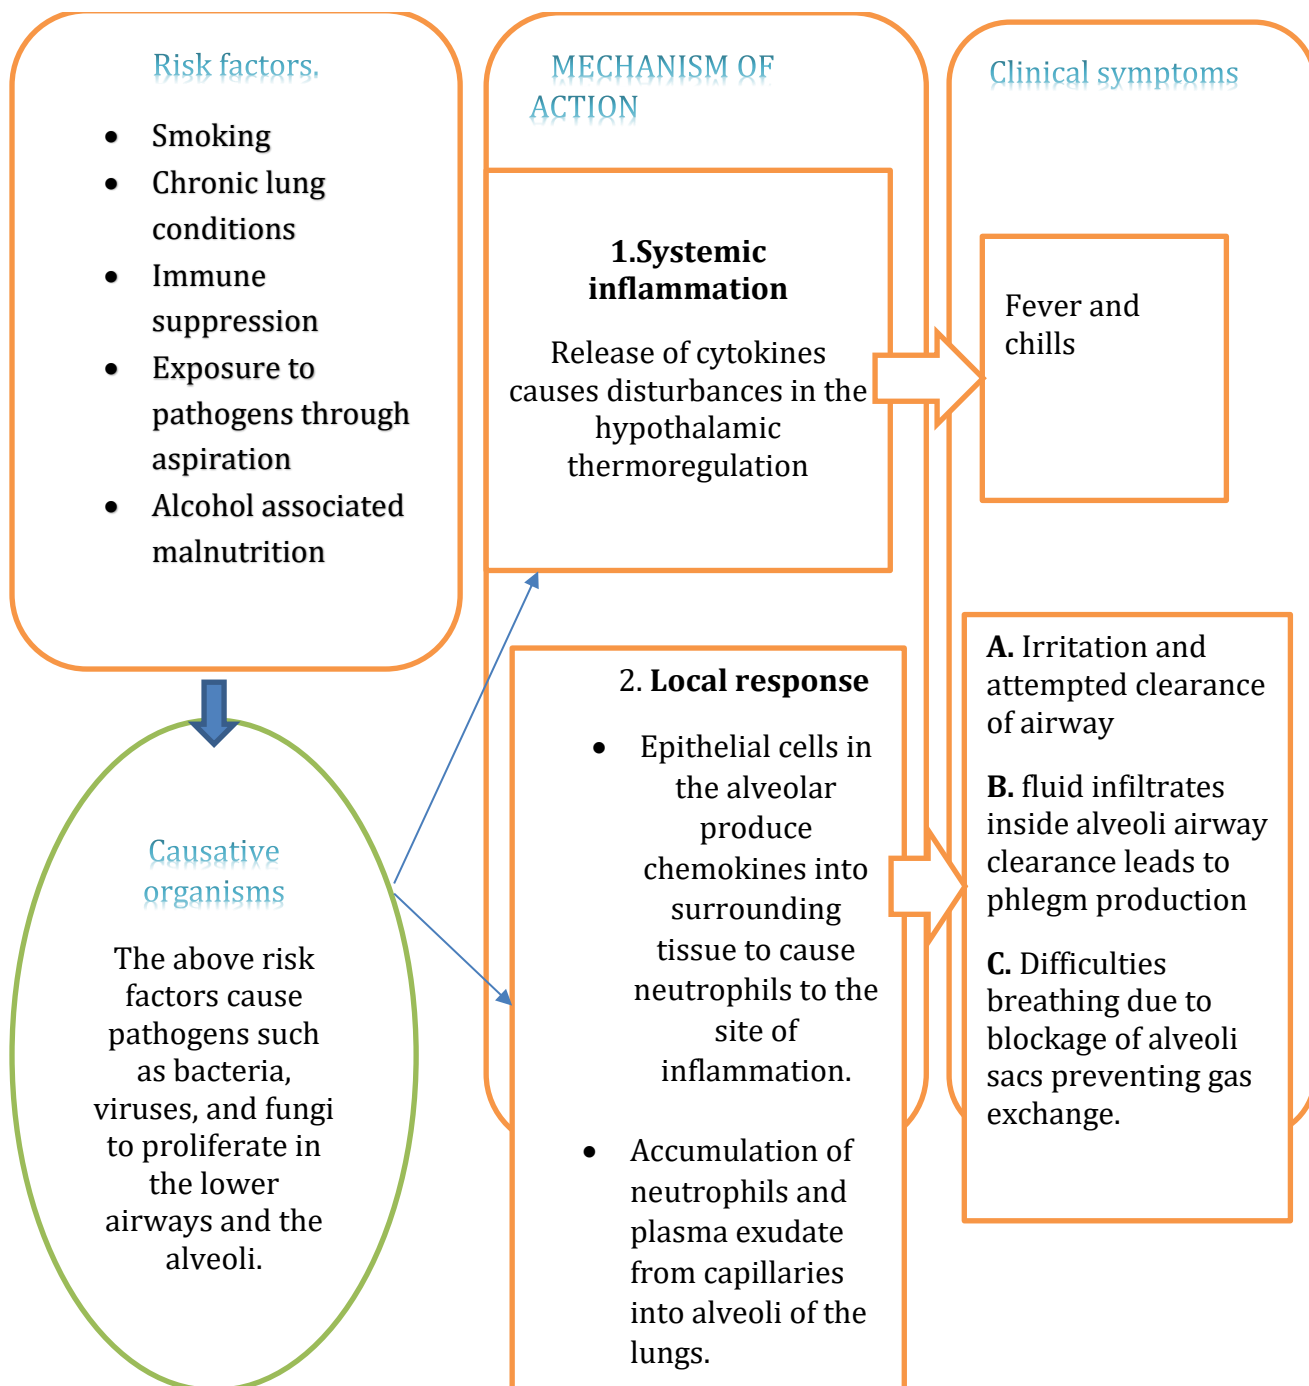 Risk factors.
• Smoking
• Chronic lung
conditions
• Immune
suppression
• Exposure to
pathogens through
aspiration
• Alcohol associated
malnutrition
Causative
organisms
The above risk
factors cause
pathogens such
as bacteria,
viruses, and fungi
to proliferate in
the lower
airways and the
alveoli.
MECHANISM OF
ACTION
1.Systemic
inflammation
Release of cytokines
causes disturbances in the
hypothalamic
thermoregulation
2. Local response
• Epithelial cells in
the alveolar
produce
chemokines into
surrounding
tissue to cause
neutrophils to the
site of
inflammation.
• Accumulation of
neutrophils and
plasma exudate
from capillaries
into alveoli of the
lungs.
Clinical symptoms
Fever and
chills
A. Irritation and
attempted clearance
of airway
B. fluid infiltrates
inside alveoli airway
clearance leads to
phlegm production
C. Difficulties
breathing due to
blockage of alveoli
sacs preventing gas
exchange.